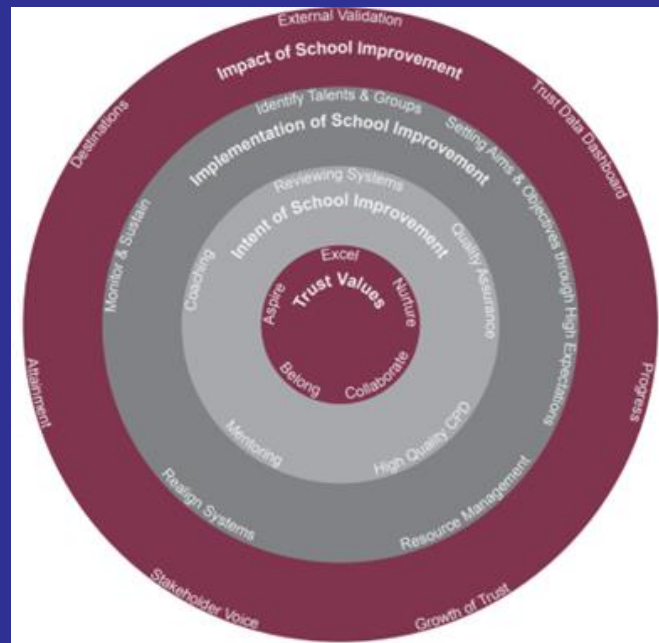 External Validation
Impact of School Improvement
Trust Data Dashboard
Progress
Growth of Trust
Stakeholder Voice
Attainment
Destinations
Identify Talents & Groups
Implementation of School Improvement
Setting Aims & Objectives through High Expectations
Resource Management
Realign Systems
Monitor & Sustain
Reviewing Systems
Intent of School Improvement
Quality Assurance
High Quality CPD
Mentoring
Coaching
Excel
Trust Values
Nurture
Collaborate
Belong
Aspire